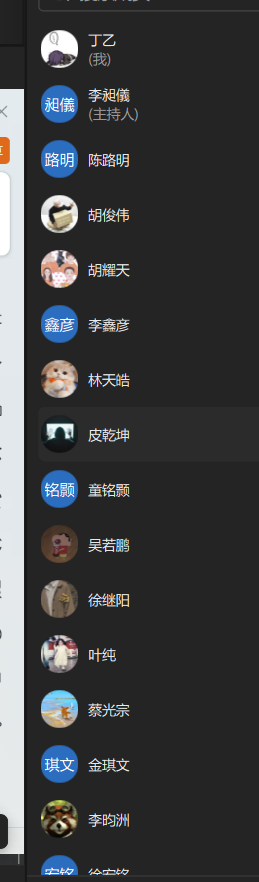 丁乙
(我)
昶儀
李昶儀
(主持人)
路明
陈路明
胡俊伟
胡耀天
鑫彦
李鑫彦
林天皓
皮乾坤
铭颢
童铭颢
吴若鹏
徐继阳
叶纯
蔡光宗
琪文
金琪文
李昀洲